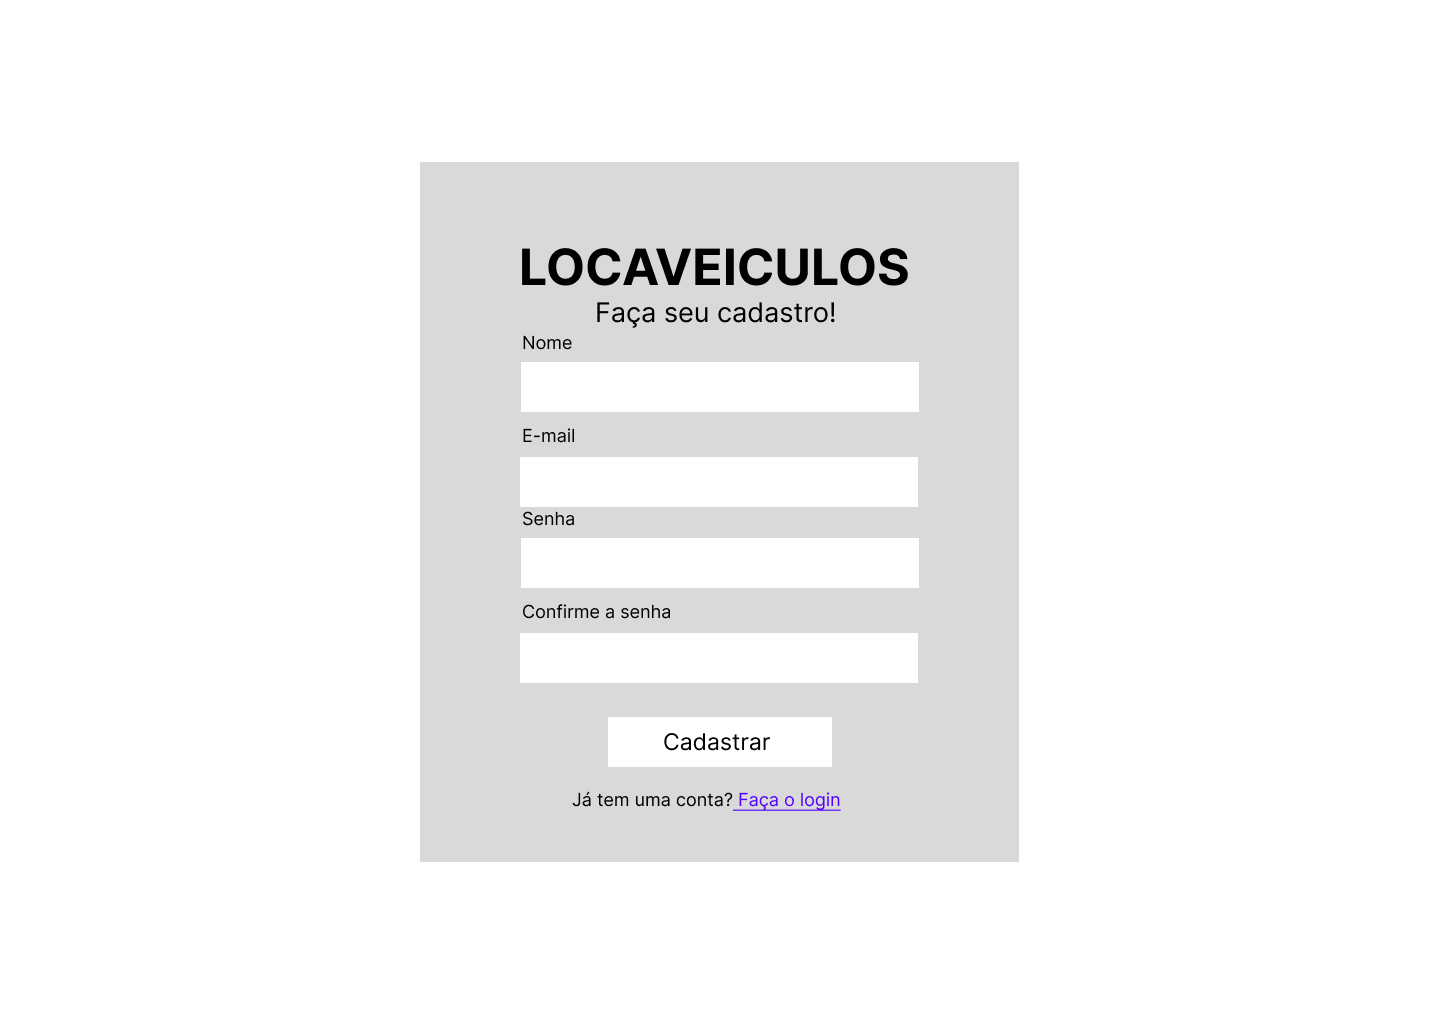 LOCAVEICULOS
Faça seu cadastro!
Nome
E-mail
Senha
Confirme a senha
Cadastrar
Já tem uma conta? Faça o login